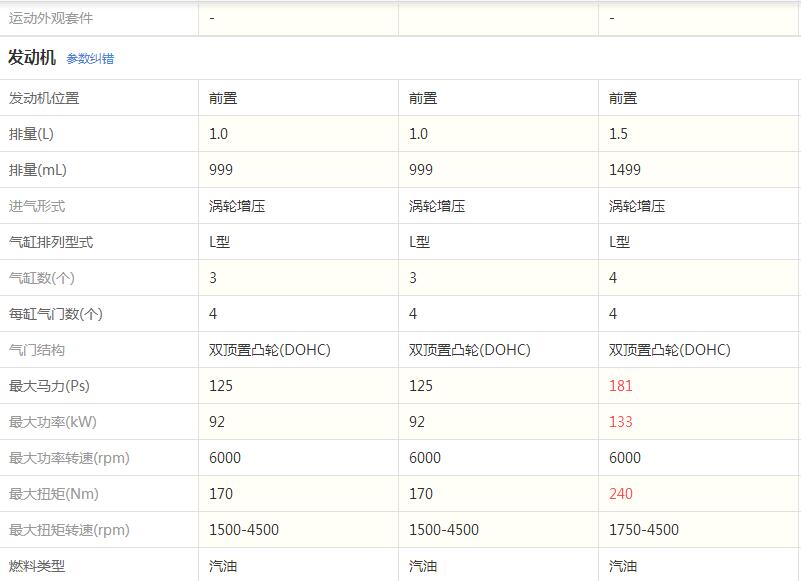 运动外观套件 - -
发动机 参数纠错
发动机位置 前置 前置 前置
排量(L) 1.0 1.0 1.5
排量(mL) 999 999 1499
进气形式 涡轮增压 涡轮增压 涡轮增压
气缸排列型式 L型 L型 L型
气缸数(个) 3 3 4
每缸气门数(个) 4 4 4
气门结构 双顶置凸轮(DOHC) 双顶置凸轮(DOHC) 双顶置凸轮(DOHC)
最大马力(Ps) 125 125 181
最大功率(kW) 92 92 133
最大功率转速(rpm) 6000 6000 6000
最大扭矩(Nm) 170 170 240
最大扭矩转速(rpm) 1500-4500 1500-4500 1750-4500
燃料类型 汽油 汽油 汽油